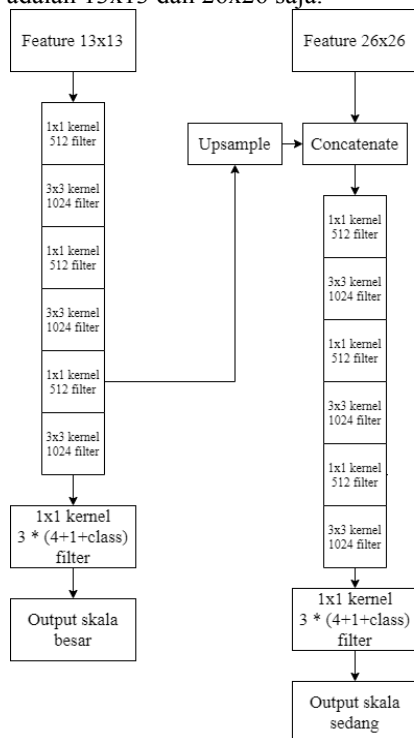 adalah 13x13 dan 26x26 saja.
Feature 13x13
1x1 kernel
512 filter
3x3 kernel
1024 filter
1x1 kernel
512 filter
3x3 kernel
1024 filter
1x1 kernel
512 filter
3x3 kernel
1024 filter
1x1 kernel
3 * (4+1+class)
filter
Output skala
besar
Upsample
Feature 26x26
Concatenate
1x1 kernel
512 filter
3x3 kernel
1024 filter
1x1 kernel
512 filter
3x3 kernel
1024 filter
1x1 kernel
512 filter
3x3 kernel
1024 filter
1x1 kernel
3 * (4+1+class)
filter
Output skala
sedang